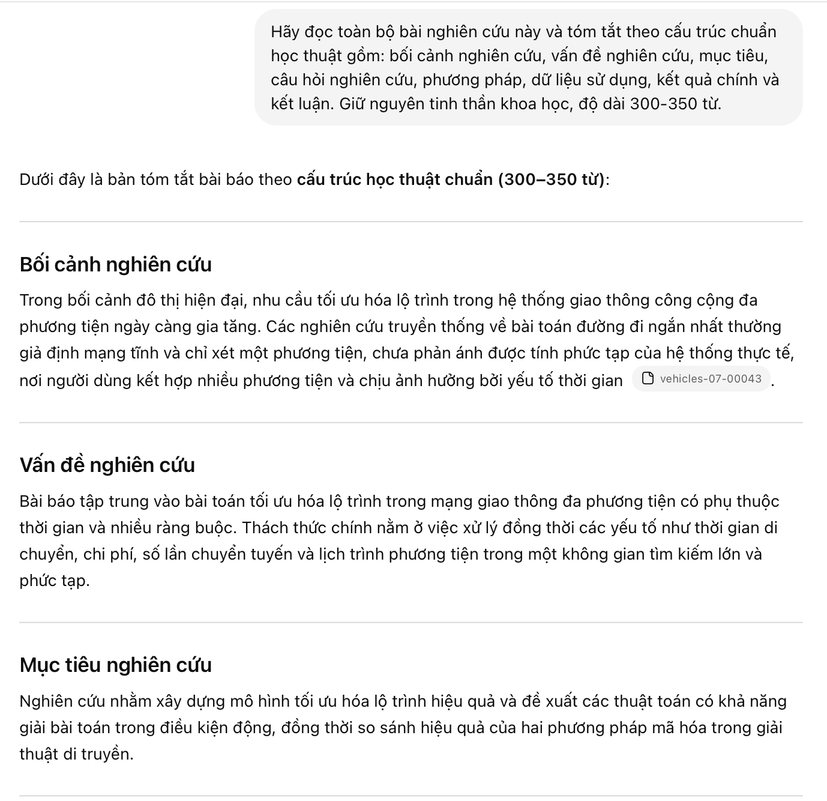 Hãy đọc toàn bộ bài nghiên cứu này và tóm tắt theo cấu trúc chuẩn
học thuật gồm: bối cảnh nghiên cứu, vấn đề nghiên cứu, mục tiêu,
câu hỏi nghiên cứu, phương pháp, dữ liệu sử dụng, kết quả chính và
kết luận. Giữ nguyên tinh thần khoa học, độ dài 300-350 từ.
Dưới đây là bản tóm tắt bài báo theo cấu trúc học thuật chuẩn (300–350 từ):
Bối cảnh nghiên cứu
Trong bối cảnh đô thị hiện đại, nhu cầu tối ưu hóa lộ trình trong hệ thống giao thông công cộng đa
phương tiện ngày càng gia tăng. Các nghiên cứu truyền thống về bài toán đường đi ngắn nhất thường
giả định mạng tĩnh và chỉ xét một phương tiện, chưa phản ánh được tính phức tạp của hệ thống thực tế,
nơi người dùng kết hợp nhiều phương tiện và chịu ảnh hưởng bởi yếu tố thời gian vehicles-07-00043 .
Vấn đề nghiên cứu
Bài báo tập trung vào bài toán tối ưu hóa lộ trình trong mạng giao thông đa phương tiện có phụ thuộc
thời gian và nhiều ràng buộc. Thách thức chính nằm ở việc xử lý đồng thời các yếu tố như thời gian di
chuyển, chi phí, số lần chuyển tuyến và lịch trình phương tiện trong một không gian tìm kiếm lớn và
phức tạp.
Mục tiêu nghiên cứu
Nghiên cứu nhằm xây dựng mô hình tối ưu hóa lộ trình hiệu quả và đề xuất các thuật toán có khả năng
giải bài toán trong điều kiện động, đồng thời so sánh hiệu quả của hai phương pháp mã hóa trong giải
thuật di truyền.